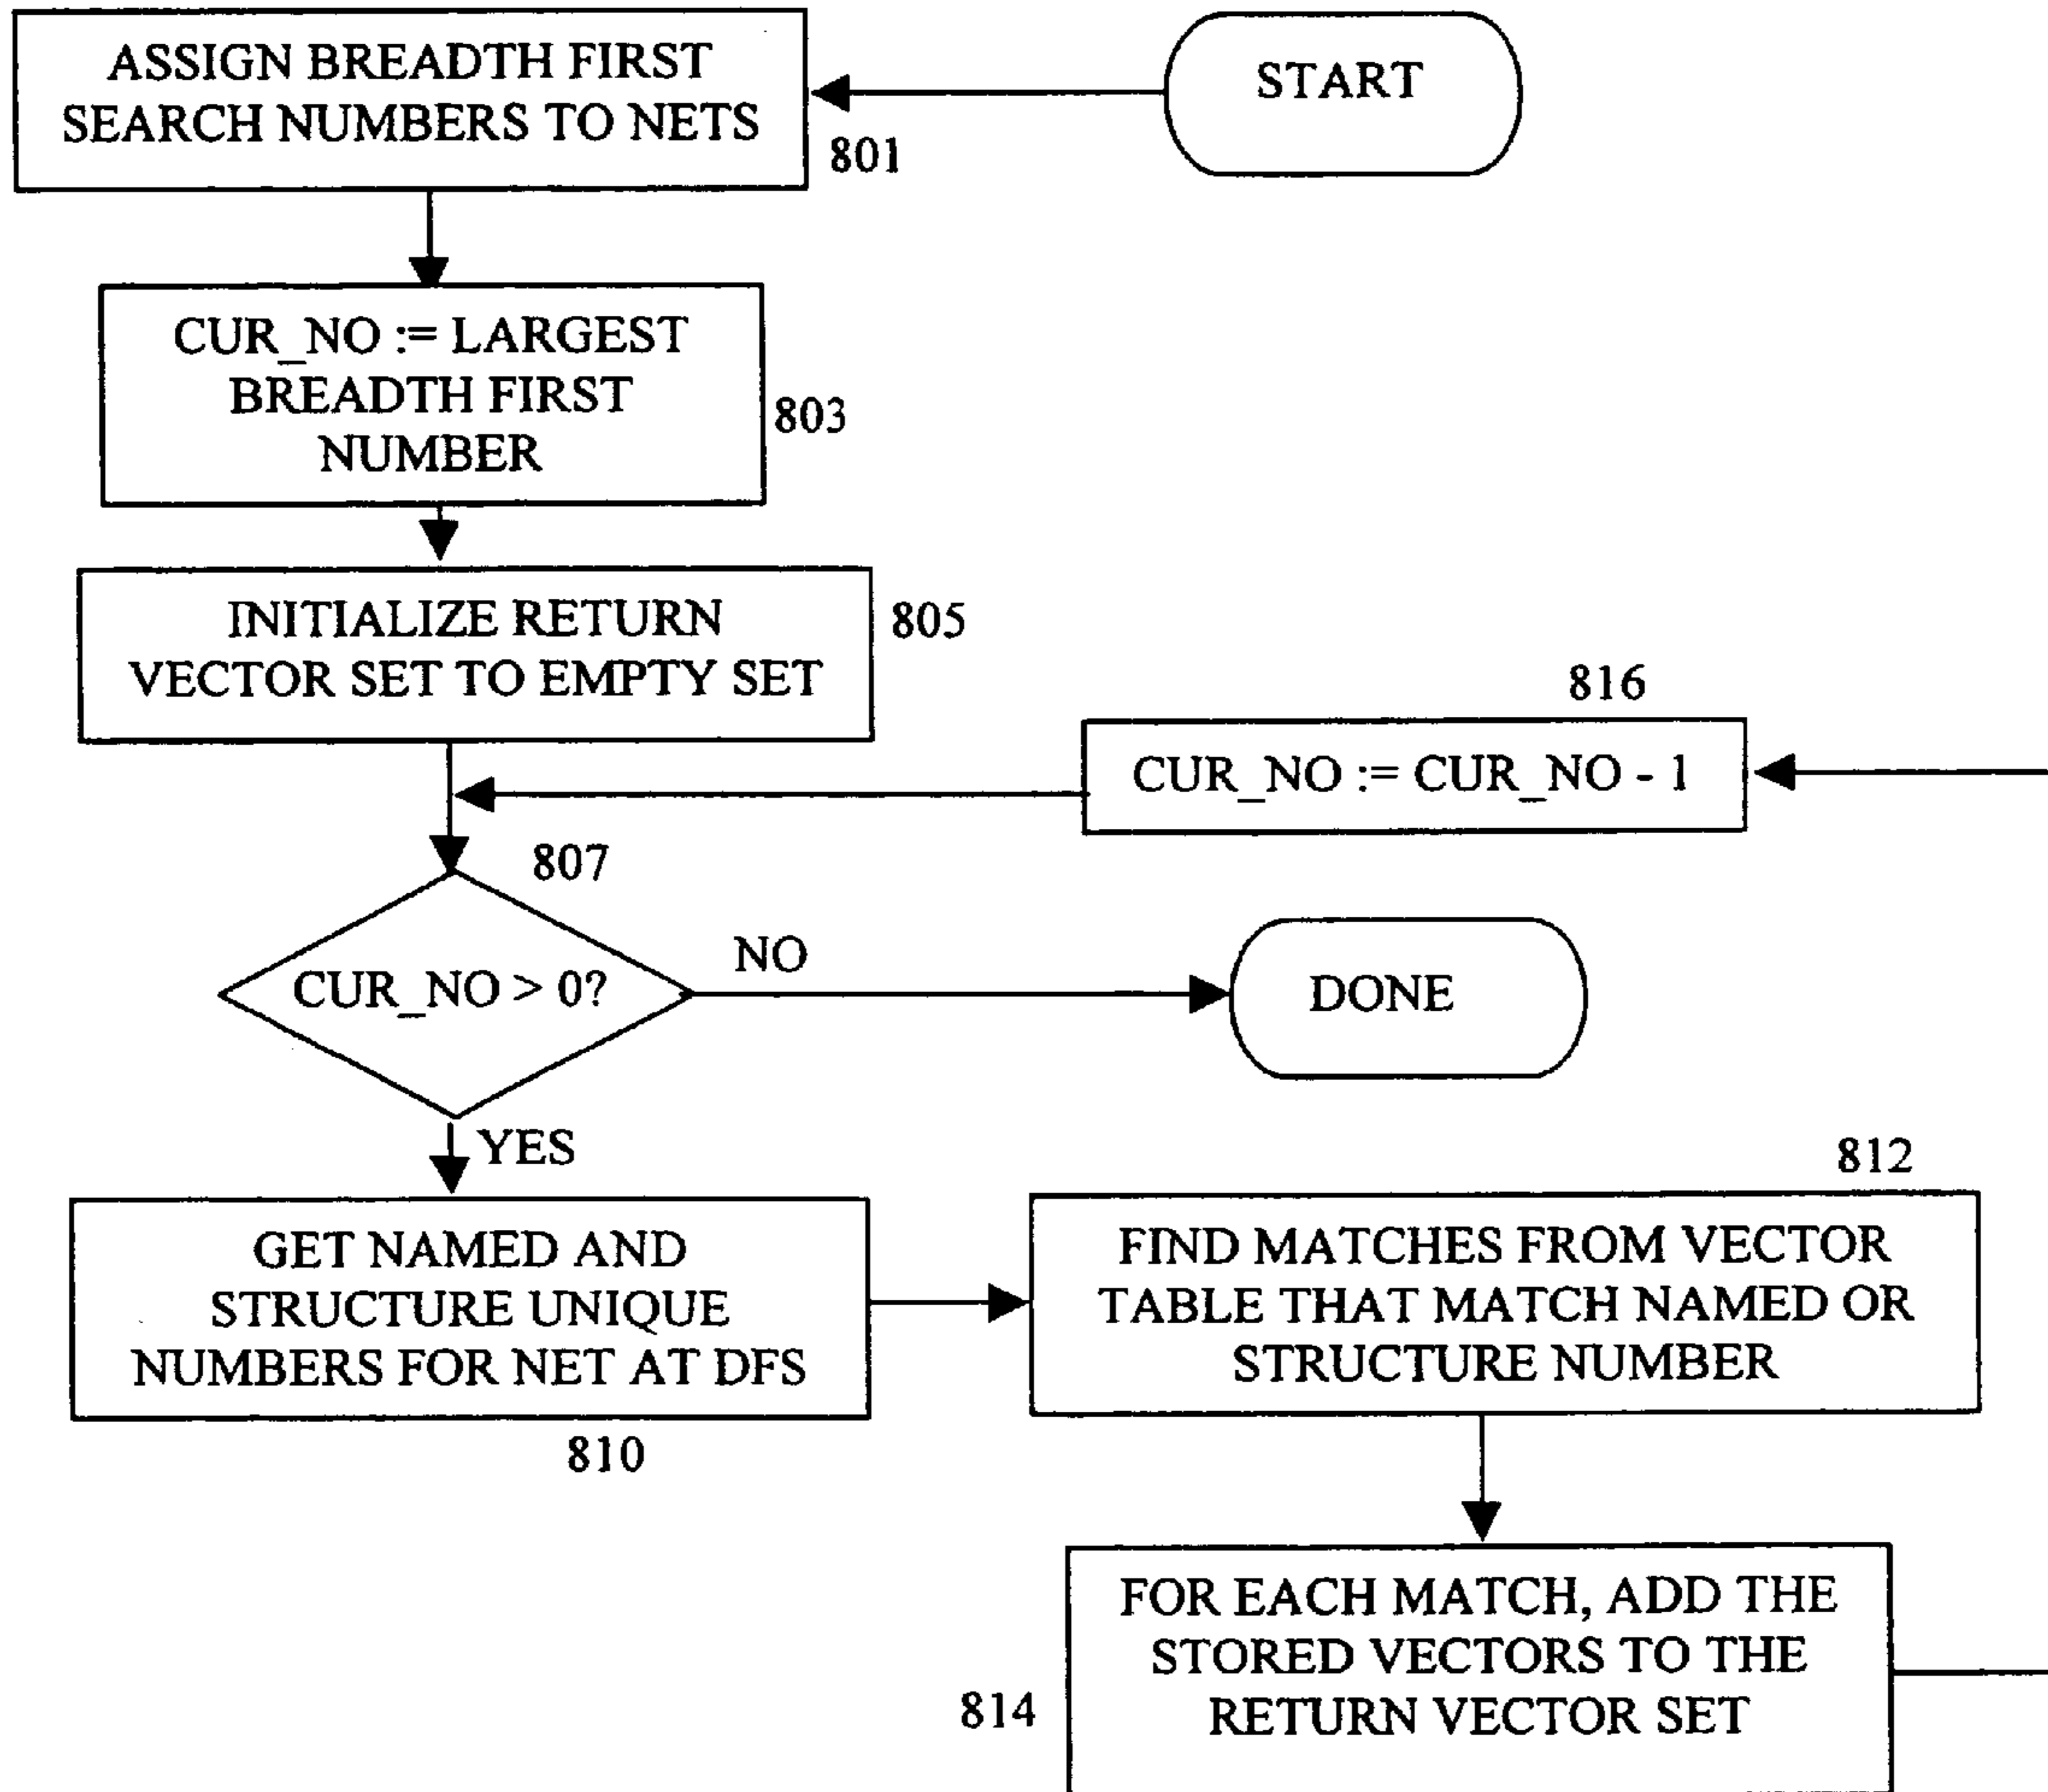 START
ASSIGN BREADTH FIRST
SEARCH NUMBERS TO NETS
801
CUR_NO := LARGEST
BREADTH FIRST
NUMBER
803
INITIALIZE RETURN
VECTOR SET TO EMPTY SET
805
816
CUR_NO := CUR_NO - 1
807
CUR_NO > 0?
NO
DONE
YES
GET NAMED AND
STRUCTURE UNIQUE
NUMBERS FOR NET AT DFS
810
812
FIND MATCHES FROM VECTOR
TABLE THAT MATCH NAMED OR
STRUCTURE NUMBER
FOR EACH MATCH, ADD THE
STORED VECTORS TO THE
RETURN VECTOR SET
814